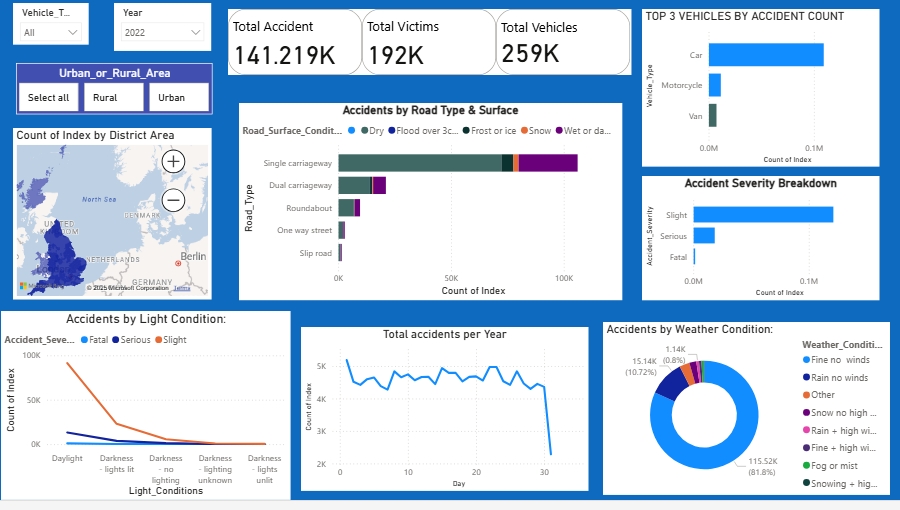 Vehicle_T...
All
Year
2022
Urban_or_Rural_Area
Select all
Rural
Urban
Total Accident
141.219K
Total Victims
192K
Total Vehicles
259K
TOP 3 VEHICLES BY ACCIDENT COUNT
Vehicle_Type
Car
Motorcycle
Van
0.0M
0.1M
Count of Index
Count of Index by District Area
North Sea
DENMARK
UNITED
KINGDOM
NETHERLANDS
Berlin
GERMANY
© 2025 Microsoft Corporation
Terms
Accidents by Road Type & Surface
Road_Surface_Condit...
Dry
Flood over 3c...
Frost or ice
Snow
Wet or da...
Road_Type
Single carriageway
Dual carriageway
Roundabout
One way street
Slip road
0K
50K
100K
Count of Index
Accident Severity Breakdown
Accident_Severity
Slight
Serious
Fatal
0.0M
0.1M
Count of Index
Accidents by Light Condition:
Accident_Seve...
Fatal
Serious
Slight
Count of Index
100K
50K
0K
Daylight
Darkness
- lights lit
Darkness
- no
lighting
Darkness
- lighting
unknown
Darkness
- lights
unlit
Light_Conditions
Total accidents per Year
Count of Index
5K
4K
3K
2K
0
10
20
30
Day
Accidents by Weather Condition:
1.14K
(0.8%)
15.14K
(10.72%)
115.52K
(81.8%)
Weather_Conditi...
Fine no winds
Rain no winds
Other
Snow no high ...
Rain + high wi...
Fine + high wi...
Fog or mist
Snowing + hig...